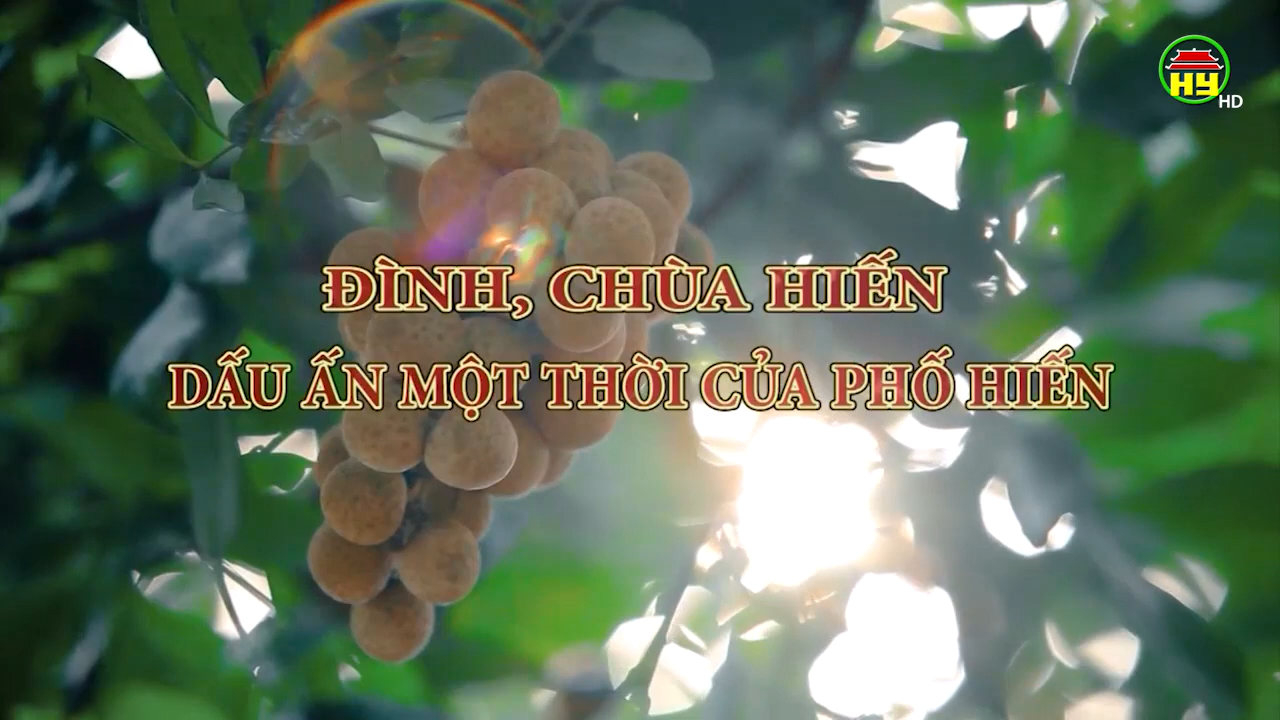 HY
HD
ĐÌNH, CHÙA HIẾN
DẤU ẤN MỘT THỜI CỦA PHỐ HIẾN